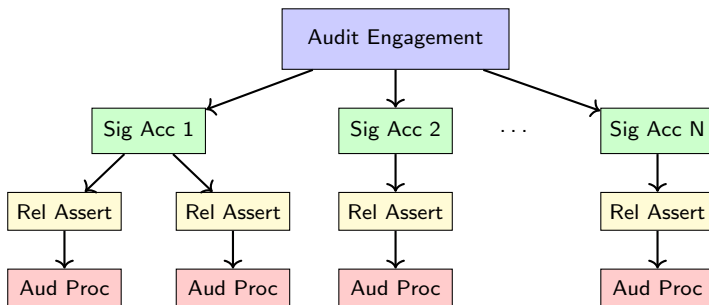 Audit Engagement
Sig Acc 1
Sig Acc 2
...
Sig Acc N
Rel Assert
Rel Assert
Rel Assert
Rel Assert
Aud Proc
Aud Proc
Aud Proc
Aud Proc